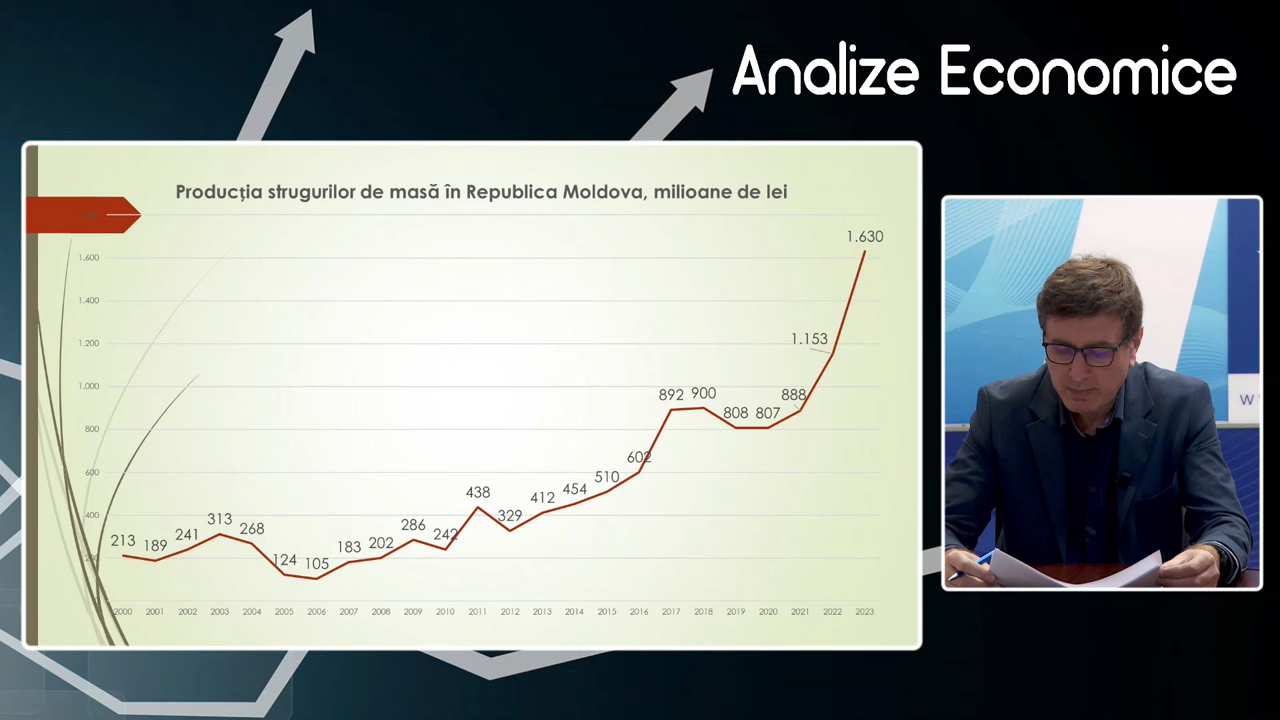 Analize Economice
Producția strugurilor de masă în Republica Moldova, milioane de lei
1.600
1.400
1.200
1.000
800
600
400
200
213 189 241 313 268 124 105 183 202 286 242 438 329 412 454 510 602 892 900 808 807 888 1.153 1.630
2000 2001 2002 2003 2004 2005 2006 2007 2008 2009 2010 2011 2012 2013 2014 2015 2016 2017 2018 2019 2020 2021 2022 2023
W